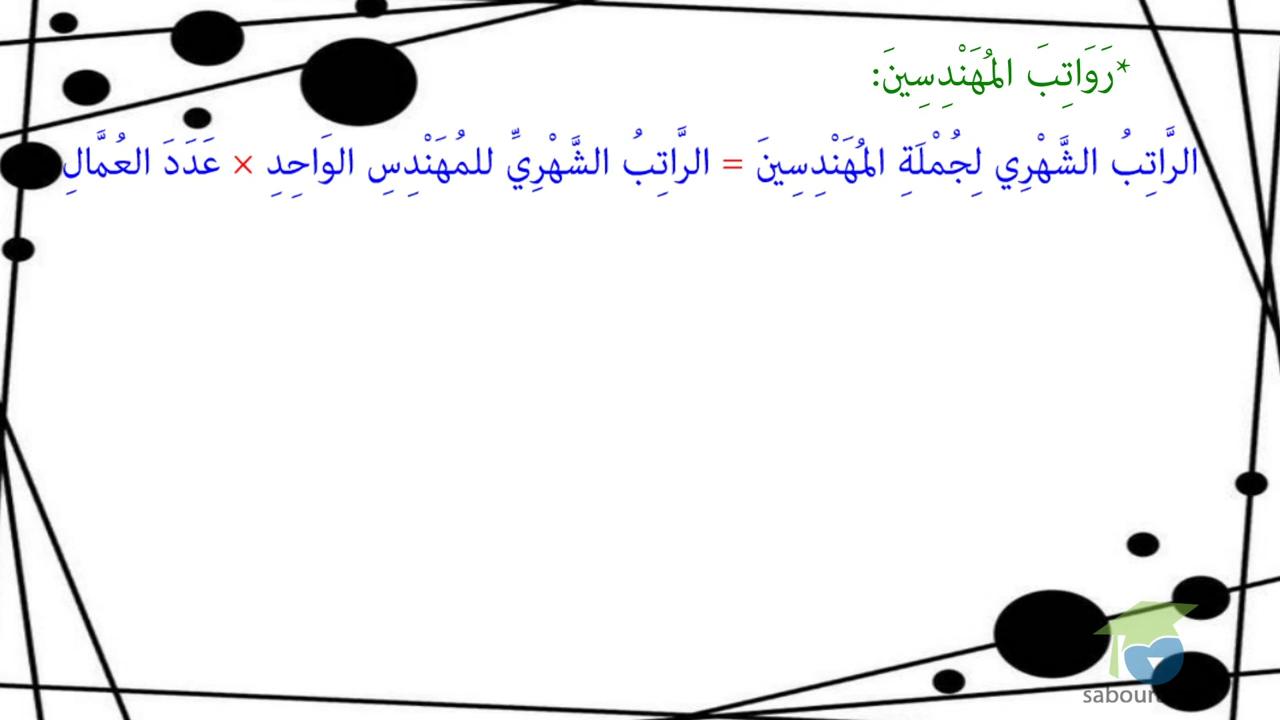 *رَوَاتِبَ المُهَنْدِسِينَ:
الرَّاتِبُ الشَّهْرِي لِجُمْلَةِ المُهَنْدِسِينَ = الرَّاتِبُ الشَّهْرِيِّ للمُهَنْدِسِ الوَاحِدِ × عَدَدَ العُمَّالِ